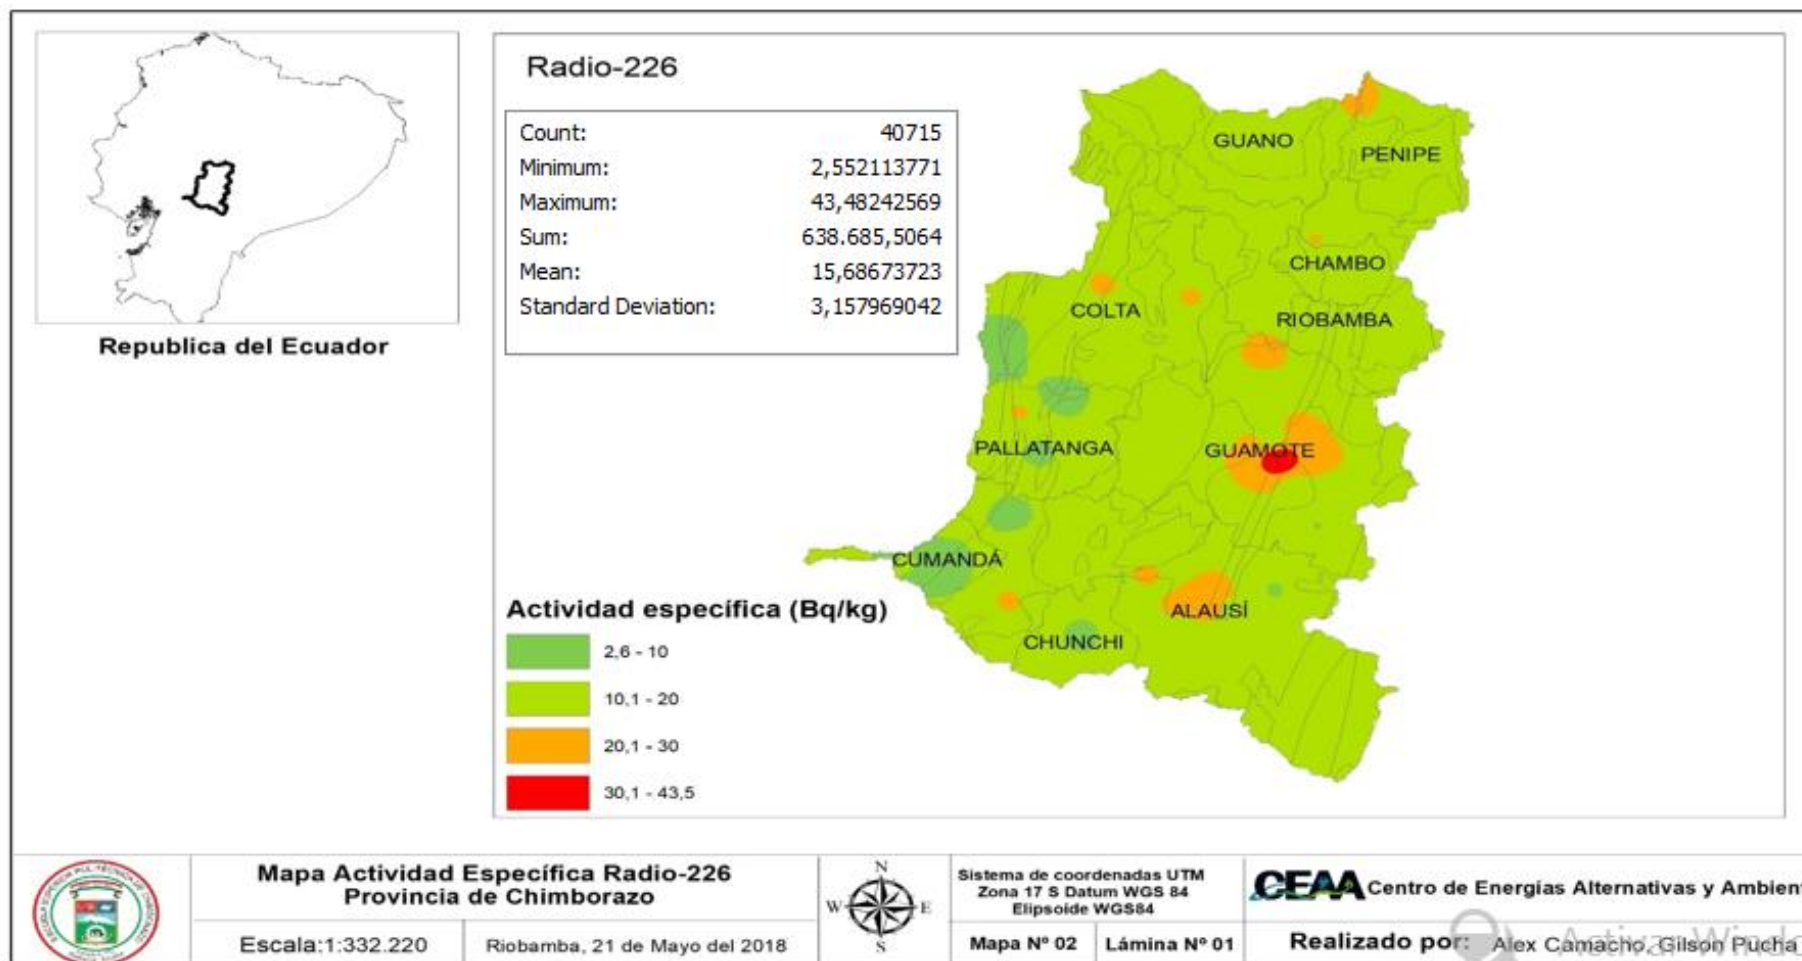 Republica del Ecuador
Radio-226
Count: 40715
Minimum: 2,552113771
Maximum: 43,48242569
Sum: 638.685,5064
Mean: 15,68673723
Standard Deviation: 3,157969042
GUANO
PENIPE
CHAMBO
COLTA
RIOBAMBA
PALLATANGA
GUAMOTE
CUMANDÁ
ALAUSÍ
CHUNCHI
Actividad específica (Bq/kg)
2,6 - 10
10,1 - 20
20,1 - 30
30,1 - 43,5
Mapa Actividad Específica Radio-226
Provincia de Chimborazo
Escala:1:332.220
Riobamba, 21 de Mayo del 2018
N
W
E
S
Sistema de coordenadas UTM
Zona 17 S Datum WGS 84
Elipsoide WGS84
Mapa Nº 02
Lámina Nº 01
CEAA Centro de Energías Alternativas y Ambien
Realizado por: Alex Camacho, Gilson Pucha
Activar Window